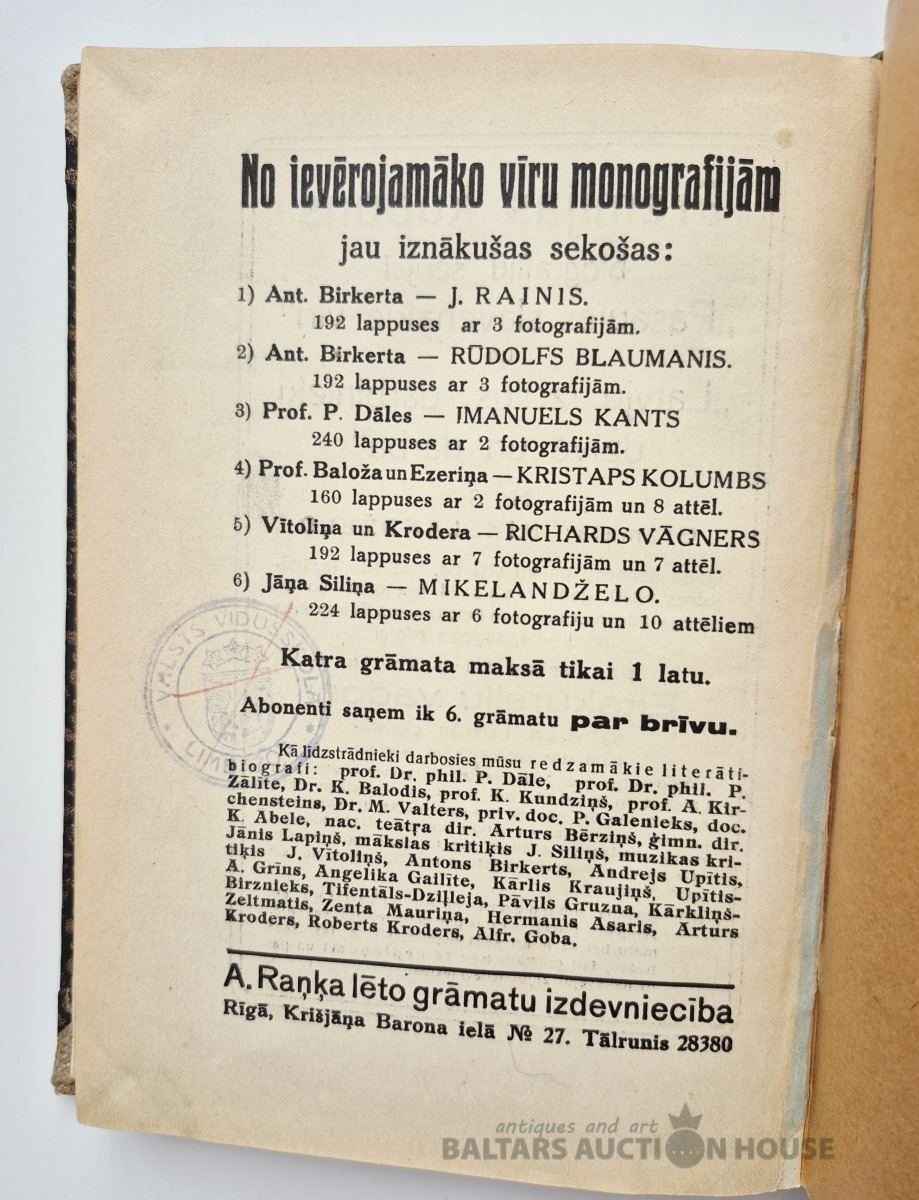 No ievērojamāko vīru monografijām
jau iznākušas sekošas:
1) Ant. Birkerta — J. RAINIS.
192 lappuses ar 3 fotografijām.
2) Ant. Birkerta — RŪDOLFS BLAUMANIS.
192 lappuses ar 3 fotografijām.
3) Prof. P. Dāles — IMANUELS KANTS
240 lappuses ar 2 fotografijām.
4) Prof. Baloža un Ezeriņa — KRISTAPS KOLUMBS
160 lappuses ar 2 fotografijām un 8 attēl.
5) Vītoliņa un Krodera — RICHARDS VĀGNERS
192 lappuses ar 7 fotografijām un 7 attēl.
6) Jāņa Siliņa — MIKELANDŽELO.
224 lappuses ar 6 fotografiju un 10 attēliem
VALSTS VIDUSSKOLA
Katra grāmata maksā tikai 1 latu.
Abonenti saņem ik 6. grāmatu par brīvu.
Kā līdzstrādnieki darbosies mūsu redzamākie literāti-
biografi: prof. Dr. phil. P. Dāle, prof. Dr. phil. P.
Zālīte, Dr. K. Balodis, prof. K. Kundziņš, prof. A. Kir-
chensteins, Dr. M. Valters, priv. doc. P. Galenieks, doc.
K. Abele, nac. teātŗa dir. Arturs Bērziņš, ģimn. dir.
Jānis Lapiņš, mākslas kritiķis J. Siliņš, muzikas kri-
tiķis J. Vītoliņš, Antons Birkerts, Andrejs Upītis,
A. Grīns, Angelika Gailīte, Kārlis Kraujiņš, Upītis-
Birznieks, Tifentāls-Dziļleja, Pāvils Gruzna, Kārkliņš-
Zeltmatis, Zenta Mauriņa, Hermanis Asaris, Arturs
Kroders, Roberts Kroders, Alfr. Goba.
A. Raņķa lēto grāmatu izdevniecība
Rīgā, Krišjāņa Barona ielā № 27. Tālrunis 28380
antiques and art
BALTARS AUCTION HOUSE